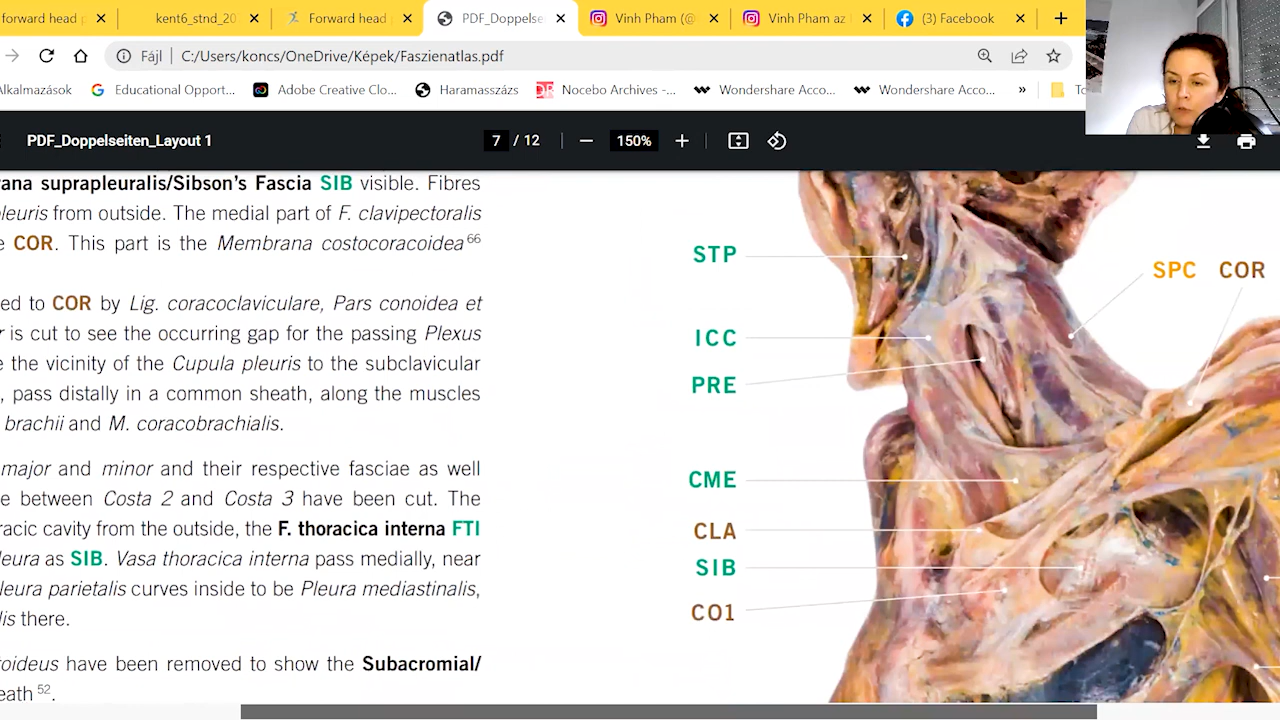 forward head p
kent6_stnd_20
Forward head
PDF_Doppelse
Vinh Pham (@
Vinh Pham az
(3) Facebook
Fájl C:/Users/koncs/OneDrive/Képek/Faszienatlas.pdf
Alkalmazások
Educational Opport...
Adobe Creative Clo...
Haramasszázs
Nocebo Archives -...
Wondershare Acco...
Wondershare Acco...
»
PDF_Doppelseiten_Layout 1
7 / 12
150%
rana suprapleuralis/Sibson's Fascia SIB visible. Fibres
pleuris from outside. The medial part of F. clavipectoralis
e COR. This part is the Membrana costocoracoidea 66
ed to COR by Lig. coracoclaviculare, Pars conoidea et
r is cut to see the occurring gap for the passing Plexus
e the vicinity of the Cupula pleuris to the subclavicular
, pass distally in a common sheath, along the muscles
brachii and M. coracobrachialis.
major and minor and their respective fasciae as well
e between Costa 2 and Costa 3 have been cut. The
racic cavity from the outside, the F. thoracica interna FTI
leura as SIB. Vasa thoracica interna pass medially, near
leura parietalis curves inside to be Pleura mediastinalis,
lis there.
oideus have been removed to show the Subacromial/
eath 52.
STP
ICC
PRE
CME
CLA
SIB
CO1
SPC COR